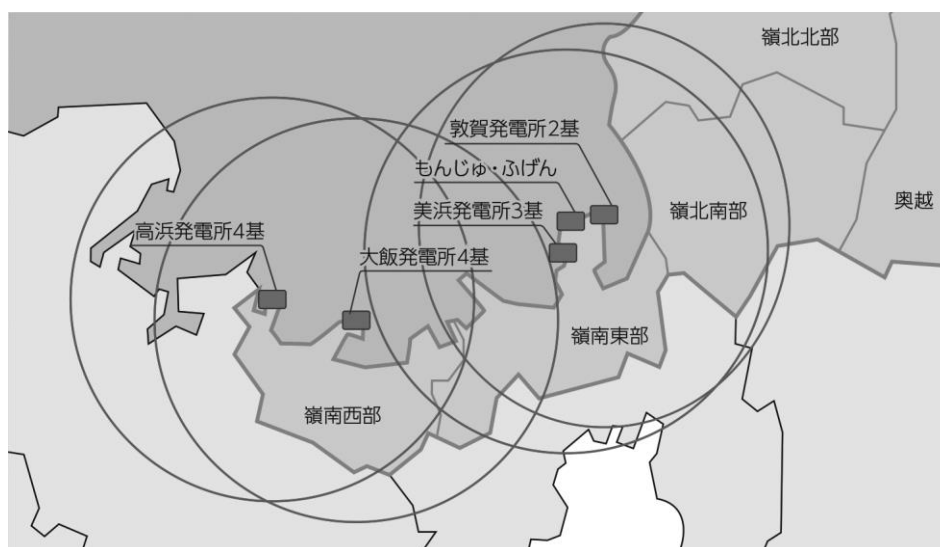 嶺北北部
敦賀発電所2基
もんじゅ・ふげん
美浜発電所3基
嶺北南部
奥越
高浜発電所4基
大飯発電所4基
嶺南東部
嶺南西部